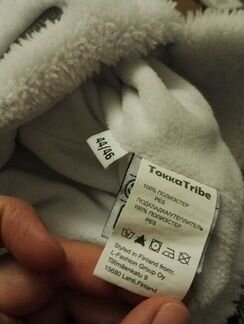 44/46
TokkaTribe
100% ПОЛИЭСТЕР
PES
ПОДКЛАДКА/УТЕПЛИТЕЛЬ
100% ПОЛИЭСТЕР
PES
Styled in Finland from:
L-Fashion Group Oy
Tiilimäenkatu 9
15680 Lahti, Finland